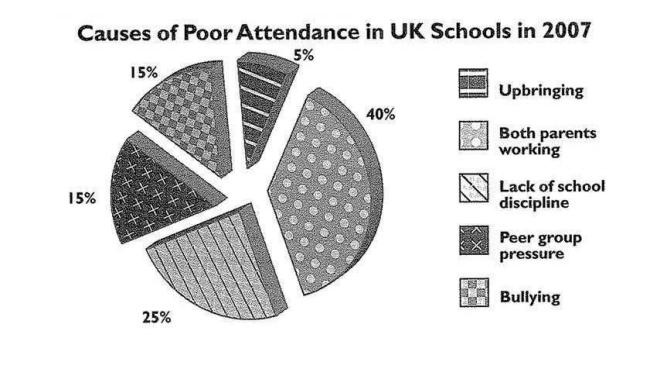 Causes of Poor Attendance in UK Schools in 2007
5%
15%
40%
15%
25%
Upbringing
Both parents
working
Lack of school
discipline
Peer group
pressure
Bullying